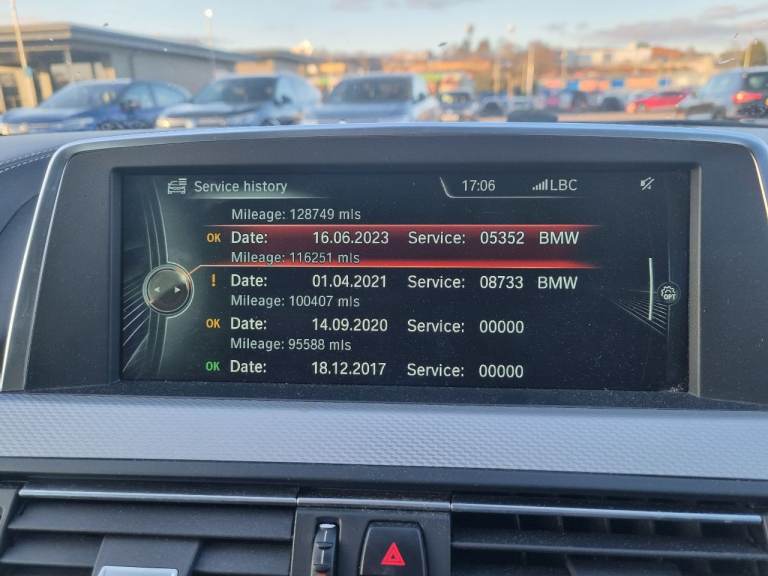 Service history 17:06 LBC
Mileage: 128749 mls
OK Date: 16.06.2023 Service: 05352 BMW
Mileage: 116251 mls
! Date: 01.04.2021 Service: 08733 BMW
Mileage: 100407 mls
OK Date: 14.09.2020 Service: 00000
Mileage: 95588 mls
OK Date: 18.12.2017 Service: 00000
OPT